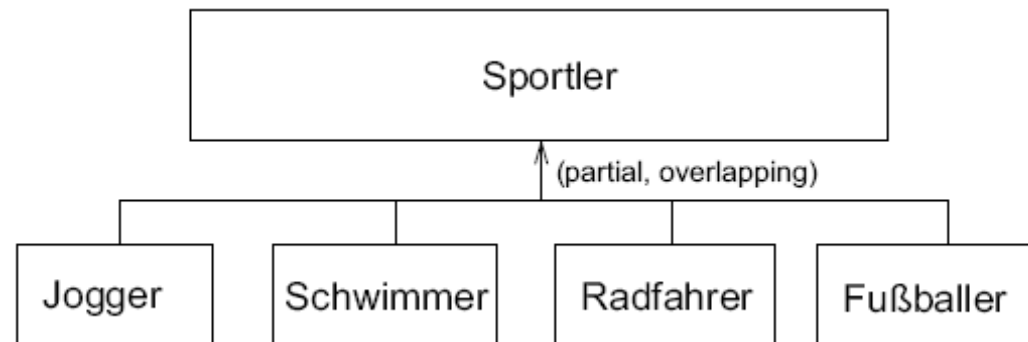 Sportler
(partial, overlapping)
Jogger
Schwimmer
Radfahrer
Fußballer